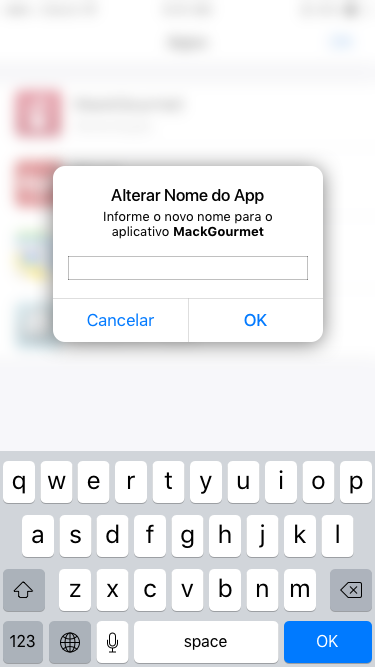 Alterar Nome do App
Informe o novo nome para o
aplicativo MackGourmet
Cancelar OK
q w e r t y u i o p
a s d f g h j k l
z x c v b n m
123 space OK